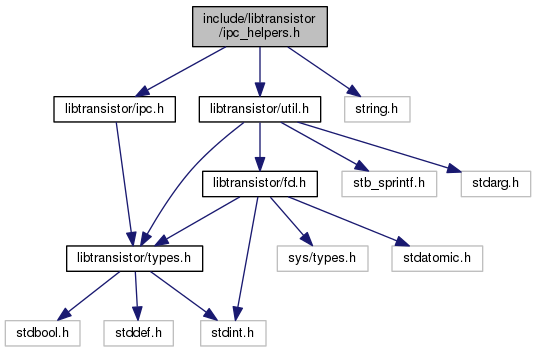 include/libtransistor
/ipc_helpers.h
libtransistor/ipc.h
libtransistor/util.h
string.h
libtransistor/fd.h
stb_sprintf.h
stdarg.h
libtransistor/types.h
sys/types.h
stdatomic.h
stdbool.h
stddef.h
stdint.h